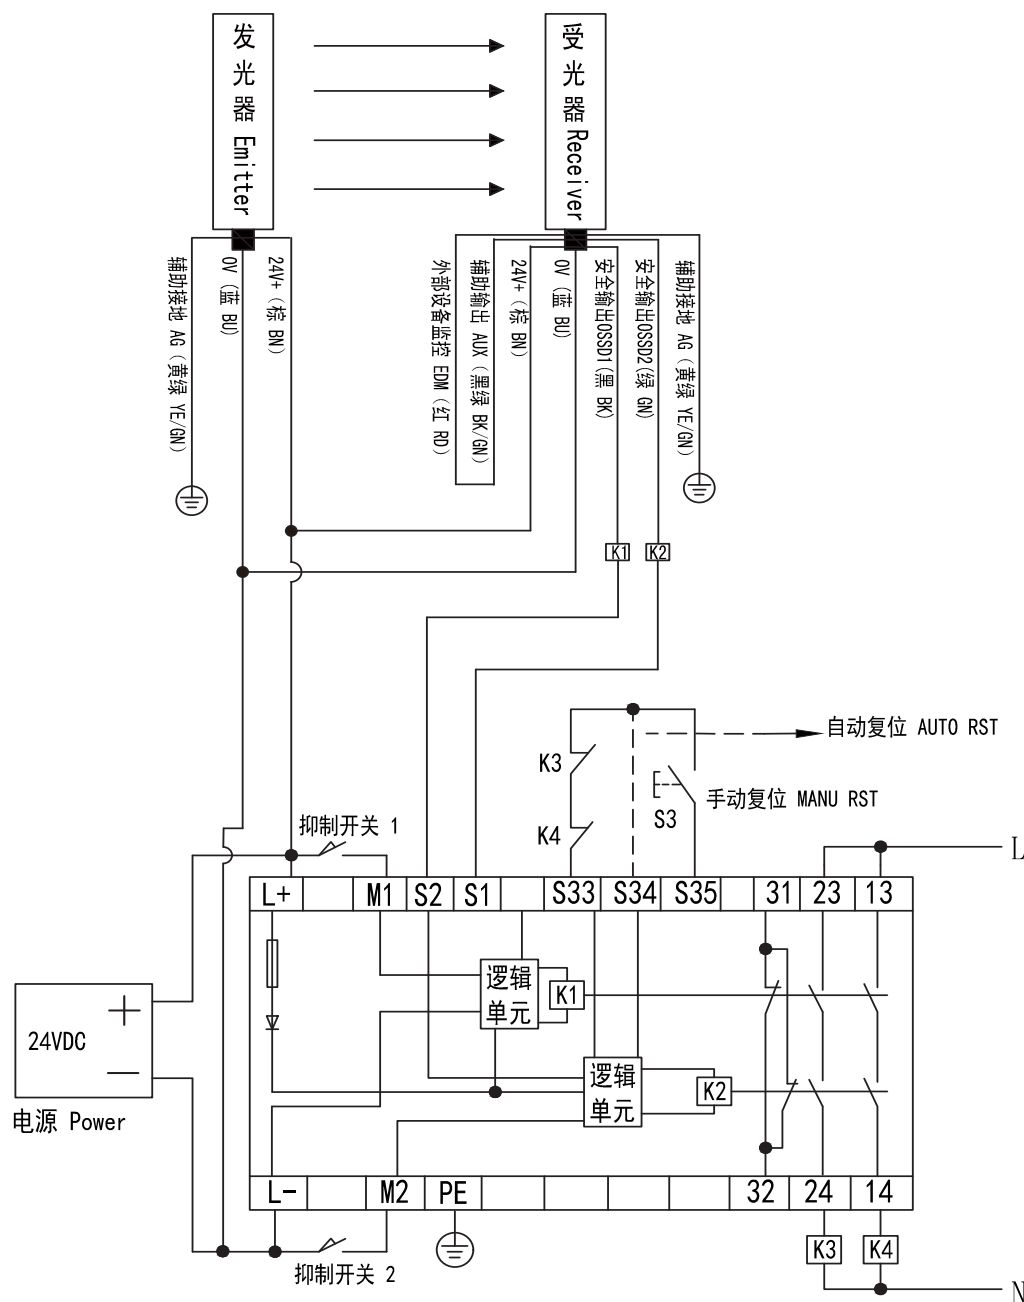 发光器 Emitter
受光器 Receiver
辅助接地 AG（黄绿 YE/GN）
0V（蓝 BU）
24V+（棕 BN）
外部设备监控 EDM（红 RD）
辅助输出 AUX（黑绿 BK/GN）
24V+（棕 BN）
0V（蓝 BU）
安全输出OSSD1(黑 BK)
安全输出OSSD2(绿 GN)
辅助接地 AG（黄绿 YE/GN）
K1
K2
自动复位 AUTO RST
K3
手动复位 MANU RST
S3
K4
抑制开关 1
L
L+
M1
S2
S1
S33
S34
S35
31
23
13
逻辑
单元
K1
24VDC
电源 Power
逻辑
单元
K2
L-
M2
PE
32
24
14
K3
K4
抑制开关 2
N